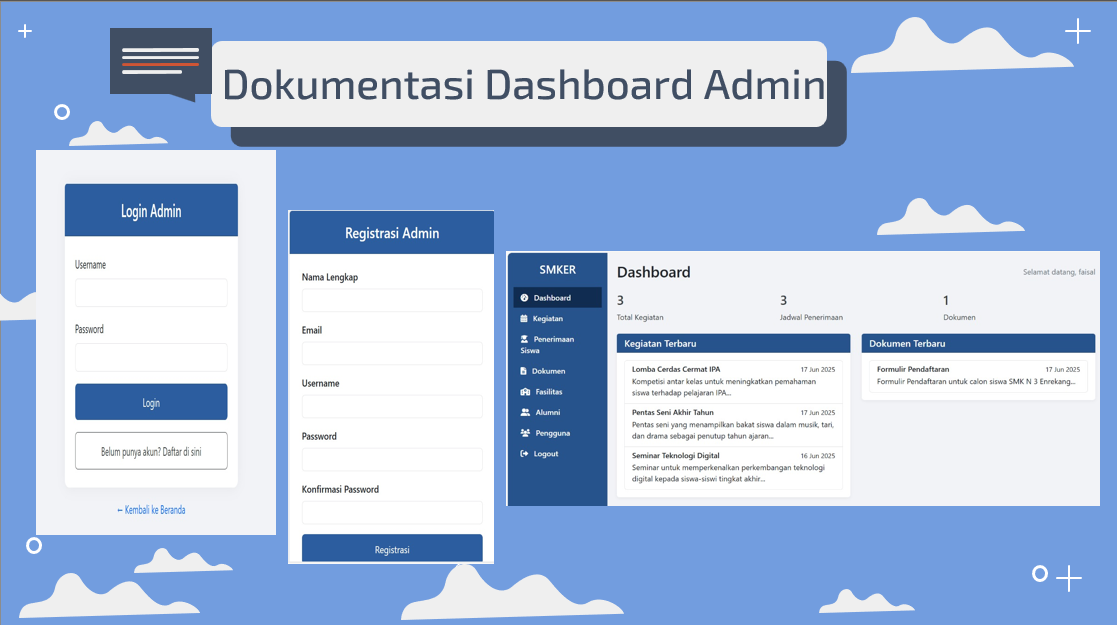 Dokumentasi Dashboard Admin
Login Admin
Username
Password
Login
Belum punya akun? Daftar di sini
← Kembali ke Beranda
Registrasi Admin
Nama Lengkap
Email
Username
Password
Konfirmasi Password
Registrasi
SMKER
Dashboard
Kegiatan
Penerimaan
Siswa
Dokumen
Fasilitas
Alumni
Pengguna
Logout
Dashboard
Selamat datang, faisal
3
Total Kegiatan
3
Jadwal Penerimaan
1
Dokumen
Kegiatan Terbaru
Lomba Cerdas Cermat IPA 17 Jun 2025
Kompetisi antar kelas untuk meningkatkan pemahaman
siswa terhadap pelajaran IPA...
Pentas Seni Akhir Tahun 17 Jun 2025
Pentas seni yang menampilkan bakat siswa dalam musik, tari,
dan drama sebagai penutup tahun ajaran...
Seminar Teknologi Digital 16 Jun 2025
Seminar untuk memperkenalkan perkembangan teknologi
digital kepada siswa-siswi tingkat akhir...
Dokumen Terbaru
Formulir Pendaftaran 17 Jun 2025
Formulir Pendaftaran untuk calon siswa SMK N 3 Enrekang...